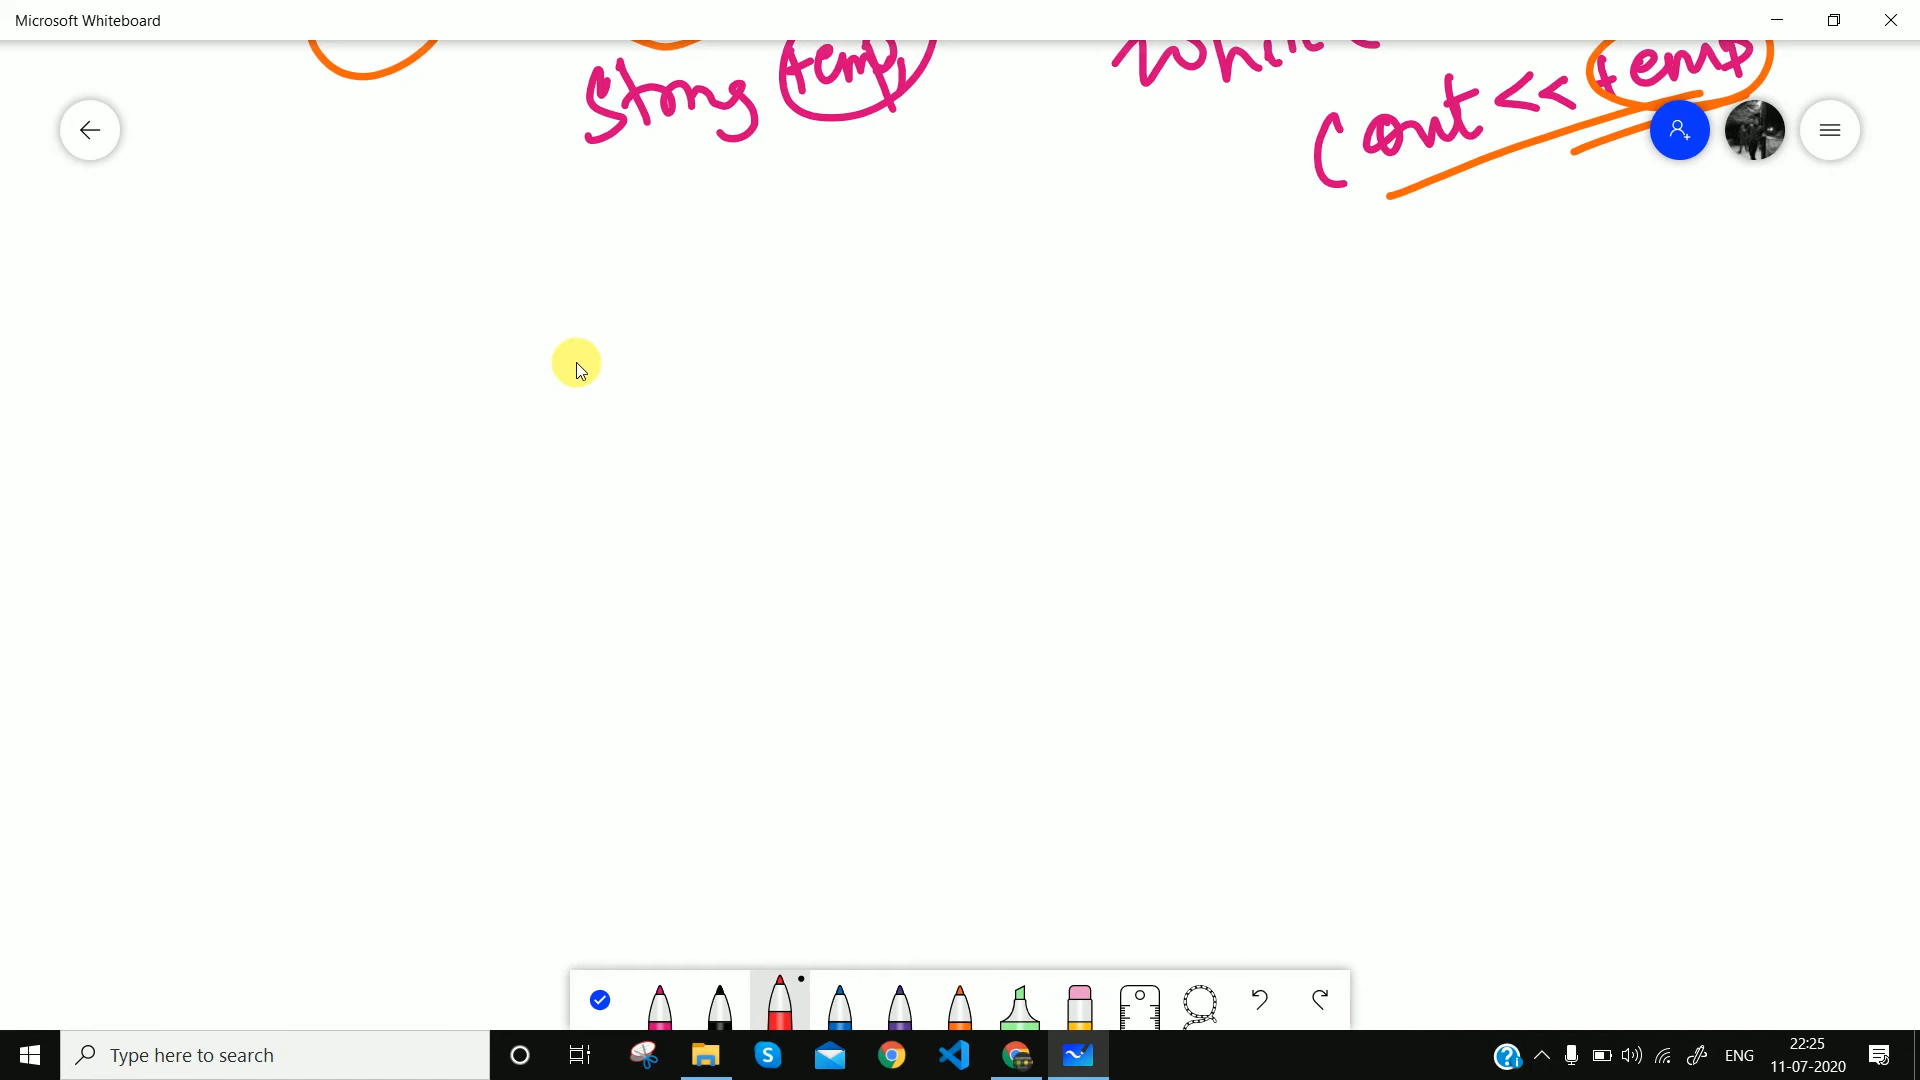 Microsoft Whiteboard
string temp
cout << temp
S
Type here to search
ENG
22:25
11-07-2020